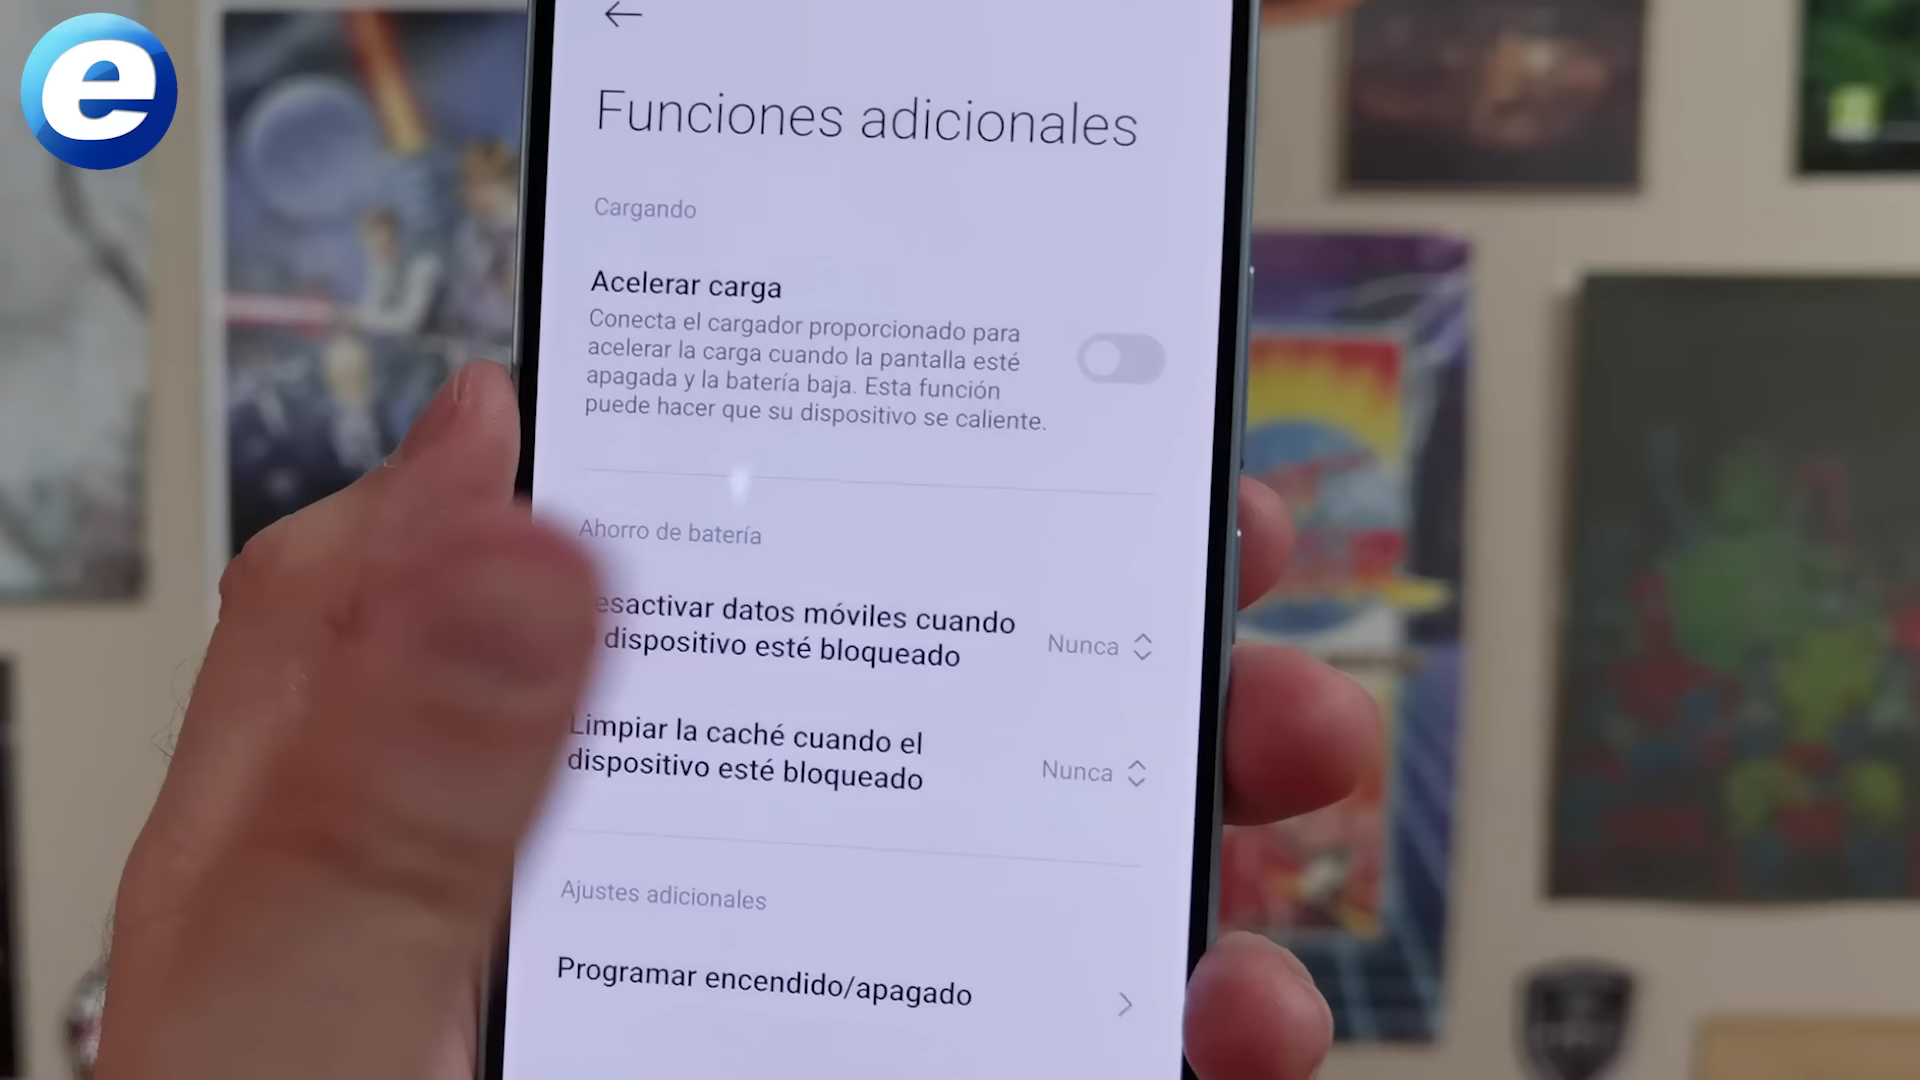 e
Funciones adicionales
Cargando
Acelerar carga
Conecta el cargador proporcionado para
acelerar la carga cuando la pantalla esté
apagada y la batería baja. Esta función
puede hacer que su dispositivo se caliente.
Ahorro de batería
esactivar datos móviles cuando
dispositivo esté bloqueado
Nunca
Limpiar la caché cuando el
dispositivo esté bloqueado
Nunca
Ajustes adicionales
Programar encendido/apagado